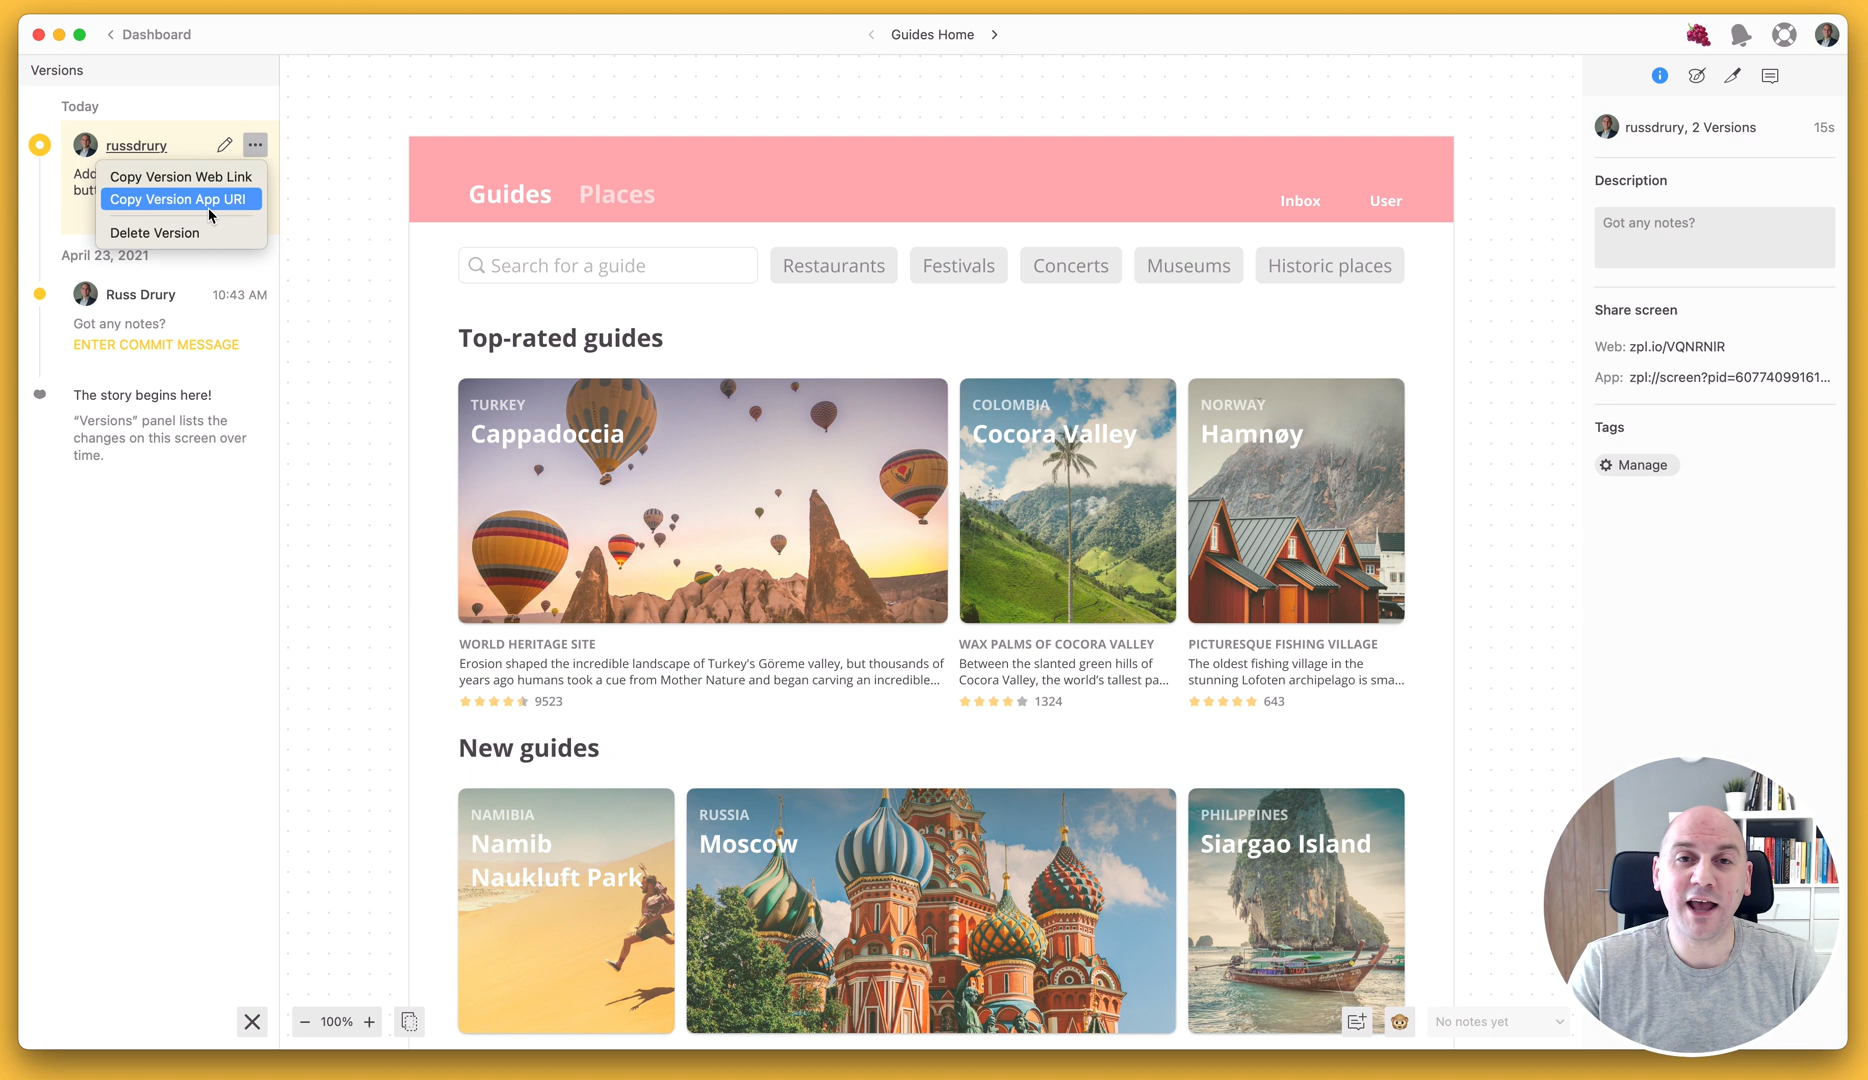 Dashboard
Guides Home
Versions
Today
russdrury
Add
butt
Copy Version Web Link
Copy Version App URI
Delete Version
April 23, 2021
Russ Drury
10:43 AM
Got any notes?
ENTER COMMIT MESSAGE
The story begins here!
“Versions” panel lists the
changes on this screen over
time.
100%
Guides
Places
Inbox
User
Search for a guide
Restaurants
Festivals
Concerts
Museums
Historic places
Top-rated guides
TURKEY
Cappadoccia
COLOMBIA
Cocora Valley
NORWAY
Hamnøy
WORLD HERITAGE SITE
Erosion shaped the incredible landscape of Turkey's Göreme valley, but thousands of
years ago humans took a cue from Mother Nature and began carving an incredible...
9523
WAX PALMS OF COCORA VALLEY
Between the slanted green hills of
Cocora Valley, the world's tallest pa...
1324
PICTURESQUE FISHING VILLAGE
The oldest fishing village in the
stunning Lofoten archipelago is sma...
643
New guides
NAMIBIA
Namib
Naukluft Park
RUSSIA
Moscow
PHILIPPINES
Siargao Island
No notes yet
russdrury, 2 Versions
15s
Description
Got any notes?
Share screen
Web: zpl.io/VQNRNlR
App: zpl://screen?pid=60774099161...
Tags
Manage